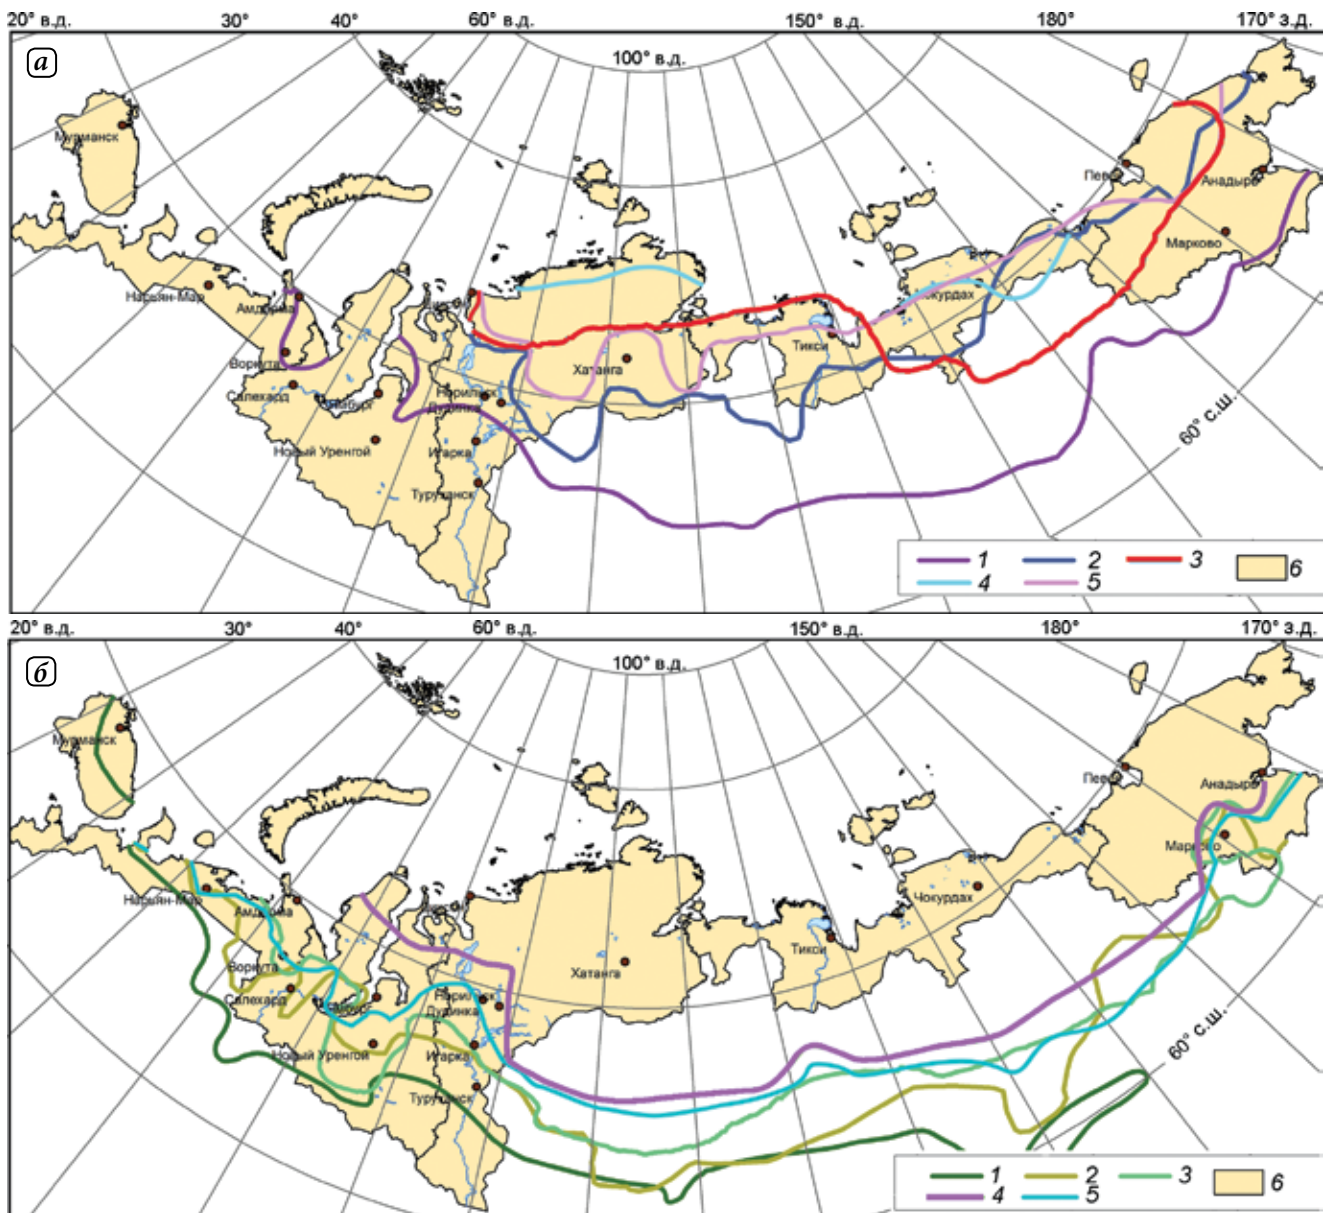 20° в.д. 30° 40° 60° в.д. 150° в.д. 180° 170° з.д.
а
100° в.д.
Мурманск
Певек
Анадырь
Марково
Нарьян-Мар
Амдерма
Чокурдах
Тикси
Воркута
Хатанга
Салехард
Ямбург
Норильск
Дудинка
Новый Уренгой
Игарка
Туруханск
60° с.ш.
1 2 3
4 5 6
20° в.д. 30° 40° 60° в.д. 150° в.д. 180° 170° з.д.
б
100° в.д.
Мурманск
Певек
Анадырь
Марково
Нарьян-Мар
Амдерма
Чокурдах
Тикси
Воркута
Хатанга
Салехард
Норильск
Дудинка
Новый Уренгой
Игарка
Туруханск
60° с.ш.
1 2 3
4 5 6